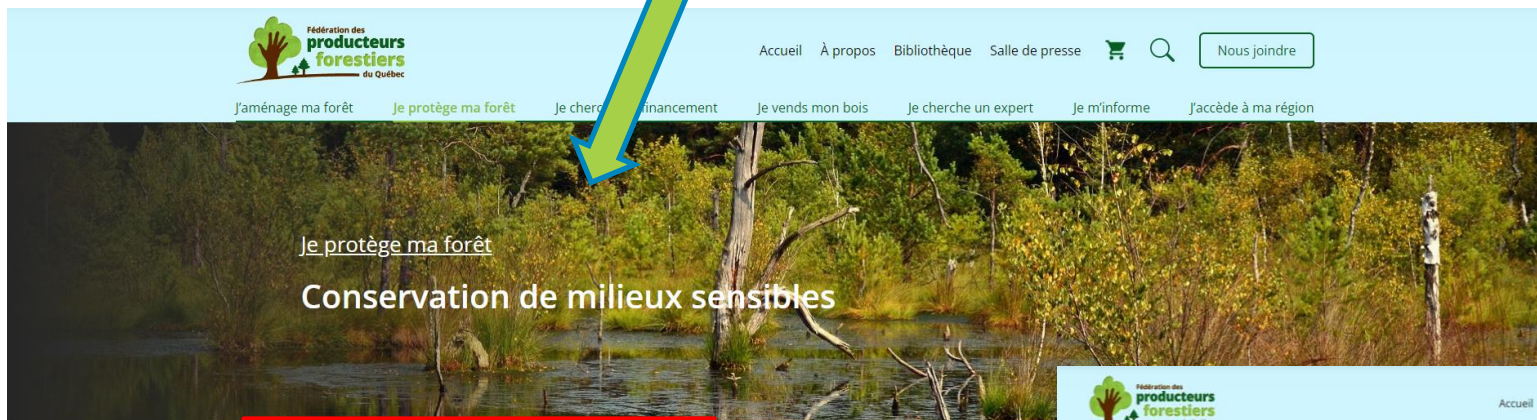 Fédération des
producteurs
forestiers
du Québec
Accueil À propos Bibliothèque Salle de presse Nous joindre
J'aménage ma forêt Je protège ma forêt Je cherc financement Je vends mon bois Je cherche un expert Je m'informe J'accède à ma région
Je protège ma forêt
Conservation de milieux sensibles
Fédération des
producteurs
forestiers
Accueil